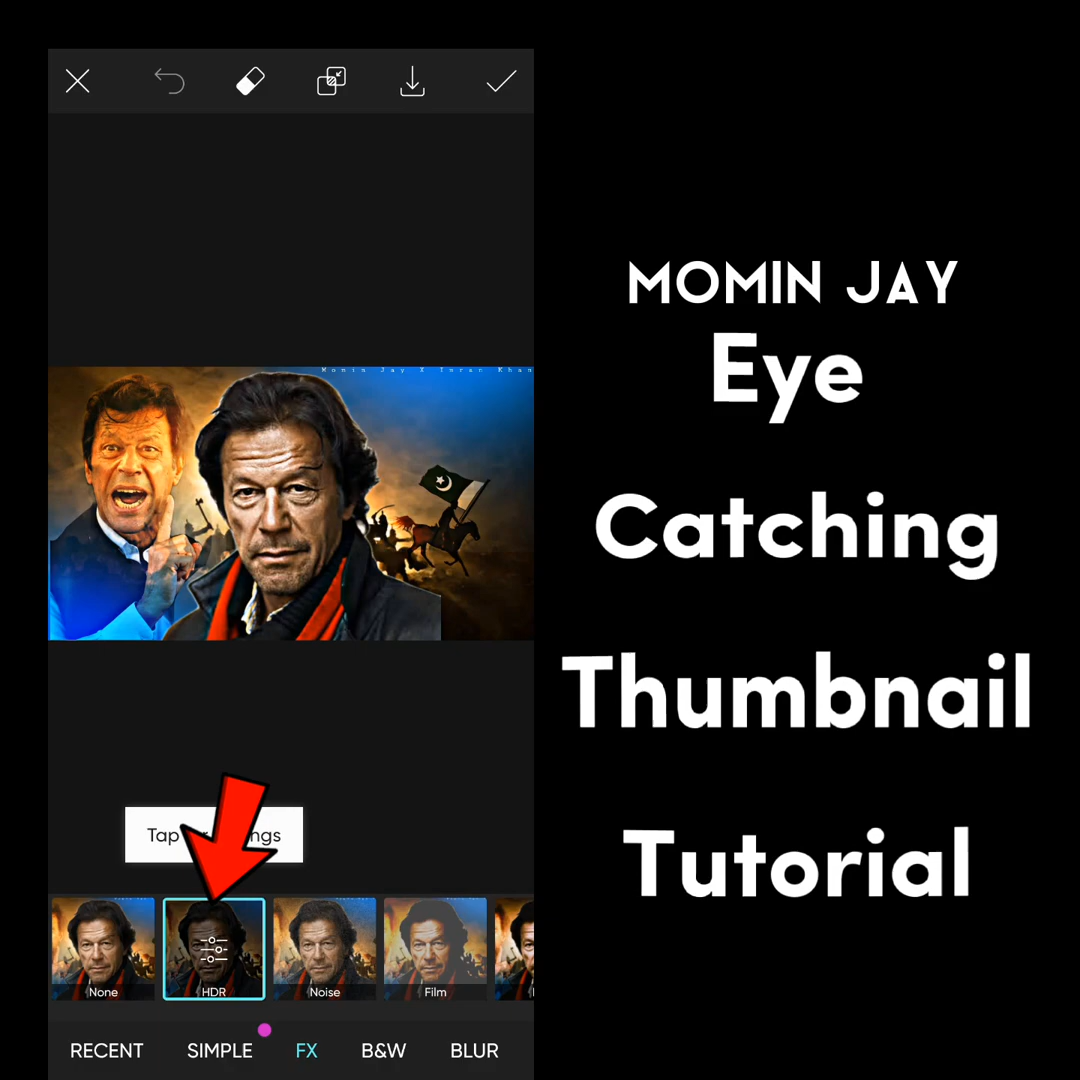 MOMIN JAY
Eye
Catching
Thumbnail
Tutorial
Momin Jay X Imran Khan
Tap
ngs
None
HDR
Noise
Film
RECENT
SIMPLE
FX
B&W
BLUR